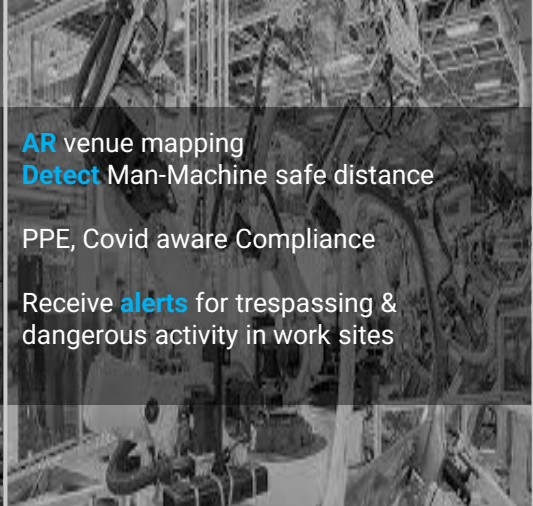 AR venue mapping
Detect Man-Machine safe distance
PPE, Covid aware Compliance
Receive alerts for trespassing &
dangerous activity in work sites